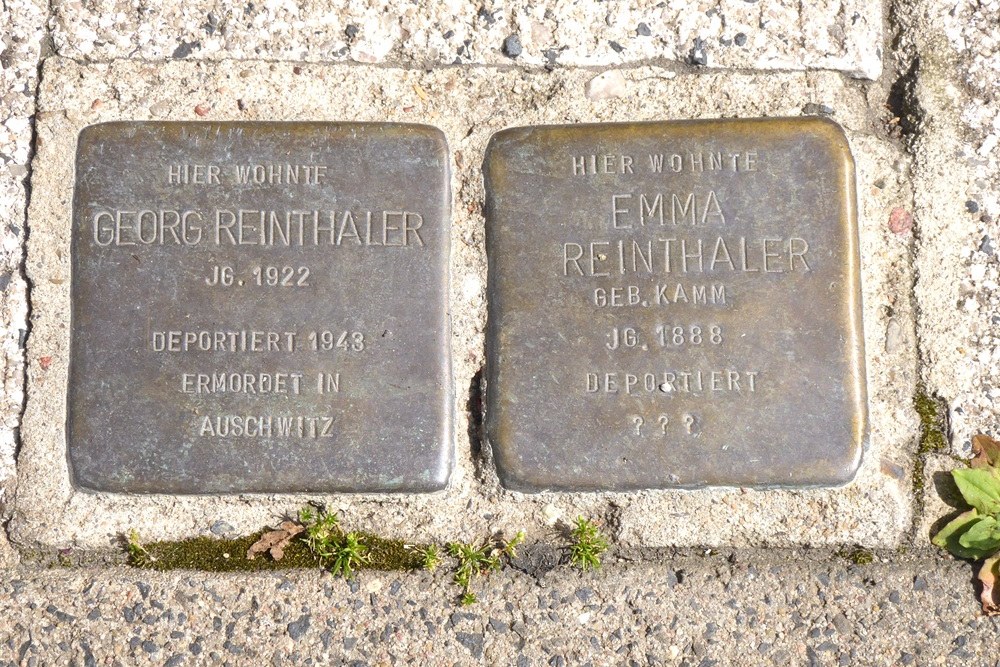 HIER WOHNTE
GEORG REINTHALER
JG. 1922
DEPORTIERT 1943
ERMORDET IN
AUSCHWITZ
HIER WOHNTE
EMMA
REINTHALER
GEB. KAMM
JG. 1888
DEPORTIERT
? ? ?